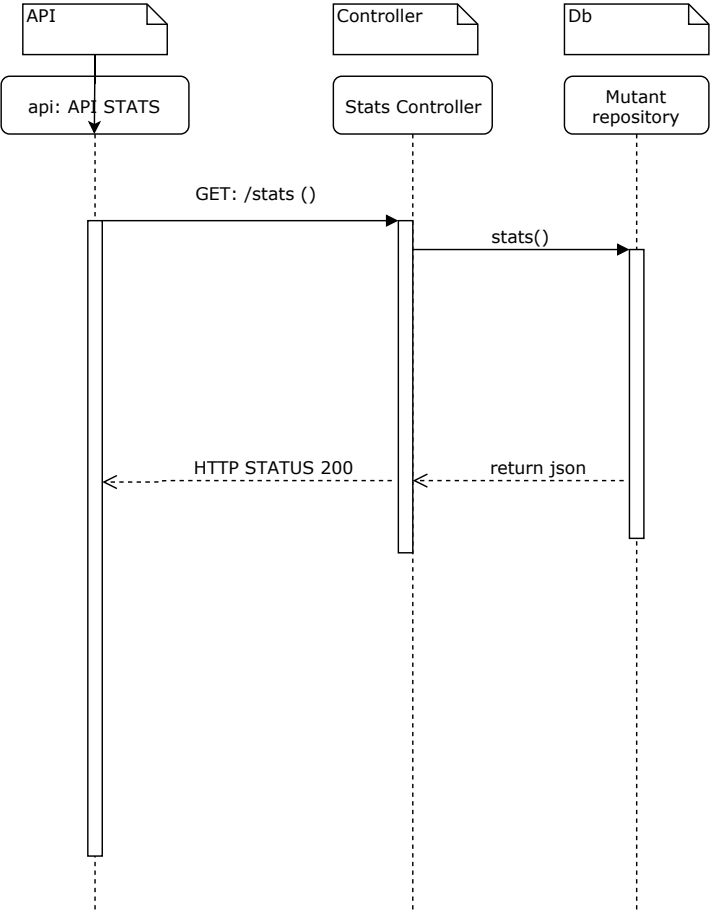 API
Controller
Db
api: API STATS
Stats Controller
Mutant
repository
GET: /stats ()
stats()
HTTP STATUS 200
return json